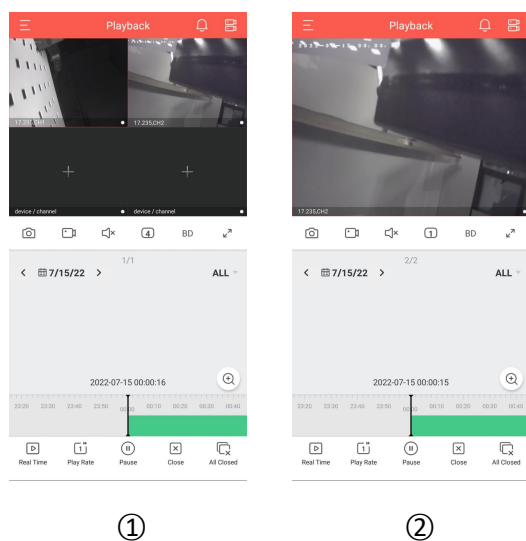 Playback
17.235,CH1
17.235,CH2
device / channel
device / channel
4
BD
1/1
7/15/22
ALL
2022-07-15 00:00:16
23:20 23:30 23:40 23:50 00:00 00:10 00:20 00:30 00:40
1
Real Time
Play Rate
Pause
Close
All Closed
①
Playback
17.235,CH2
1
BD
2/2
7/15/22
ALL
2022-07-15 00:00:15
23:20 23:30 23:40 23:50 00:00 00:10 00:20 00:30 00:40
1
Real Time
Play Rate
Pause
Close
All Closed
②